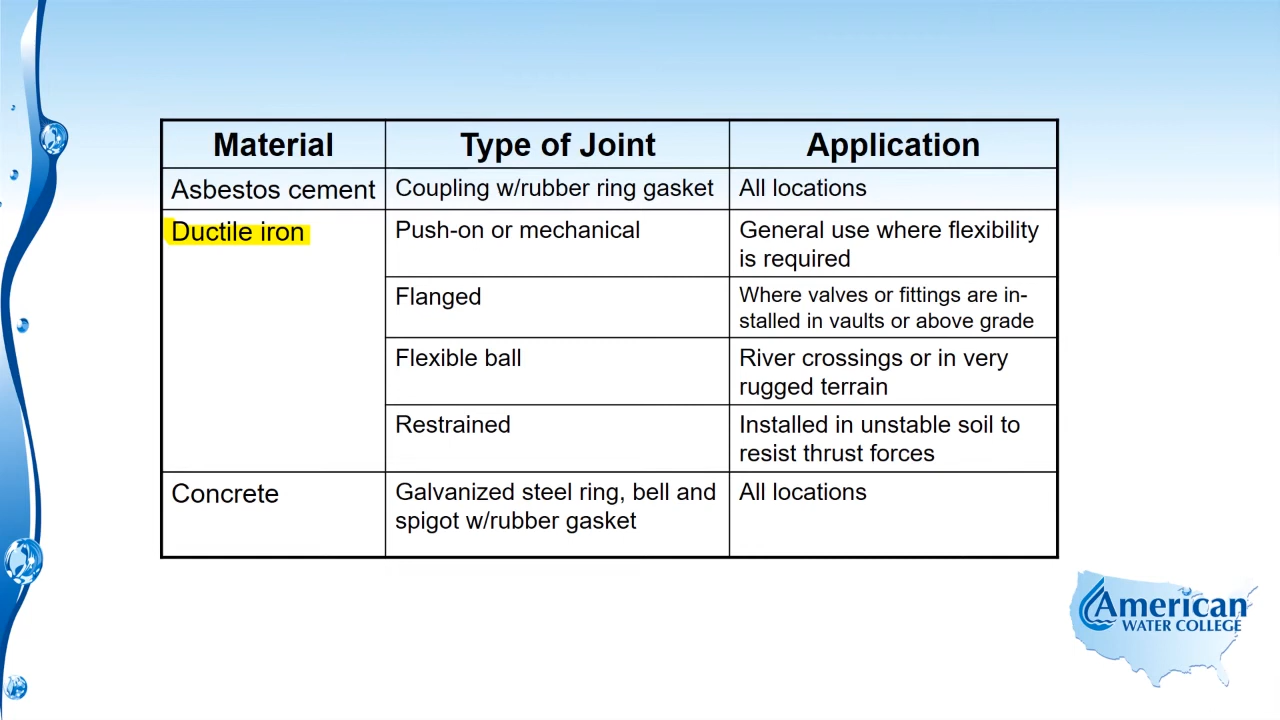 Material Type of Joint Application
Asbestos cement Coupling w/rubber ring gasket All locations
Ductile iron Push-on or mechanical General use where flexibility
is required
Flanged Where valves or fittings are in-
stalled in vaults or above grade
Flexible ball River crossings or in very
rugged terrain
Restrained Installed in unstable soil to
resist thrust forces
Concrete Galvanized steel ring, bell and All locations
spigot w/rubber gasket
American
WATER COLLEGE